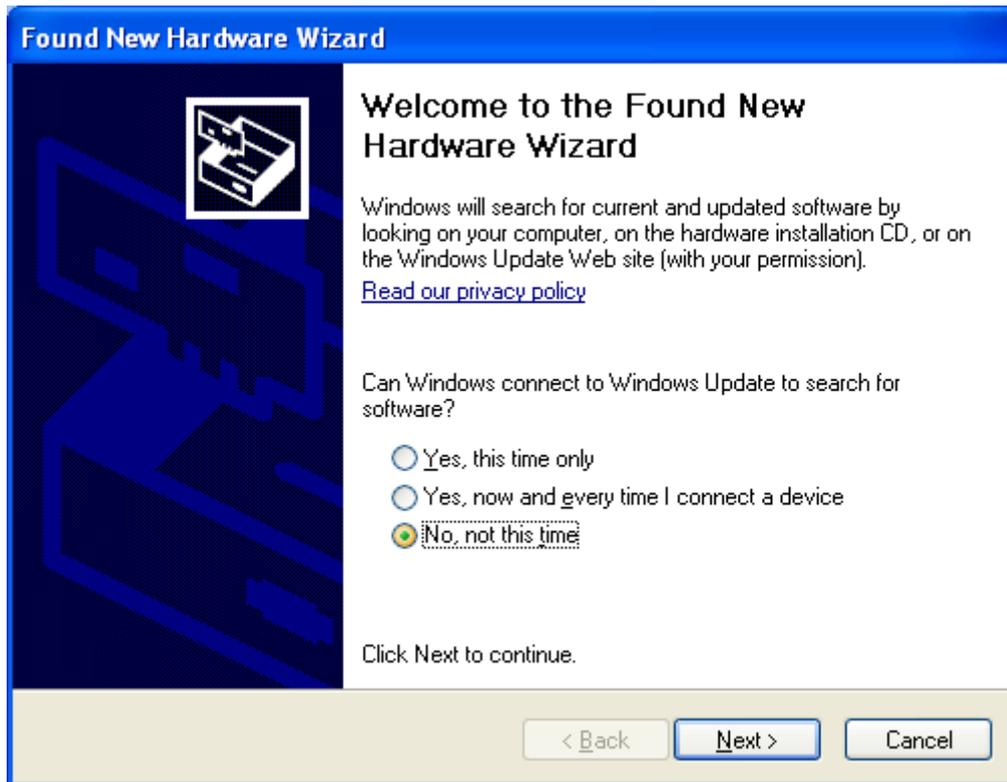 Found New Hardware Wizard
Welcome to the Found New
Hardware Wizard
Windows will search for current and updated software by
looking on your computer, on the hardware installation CD, or on
the Windows Update Web site (with your permission).
Read our privacy policy
Can Windows connect to Windows Update to search for
software?
Yes, this time only
Yes, now and every time I connect a device
No, not this time
Click Next to continue.
< Back
Next >
Cancel